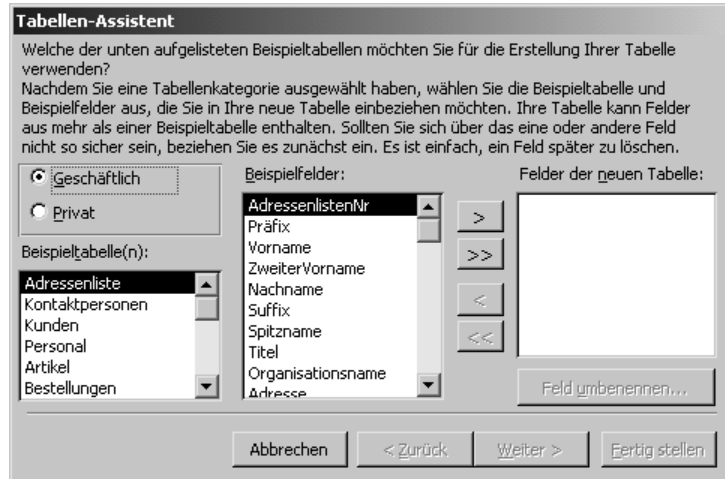 Tabellen-Assistent
Welche der unten aufgelisteten Beispieltabellen möchten Sie für die Erstellung Ihrer Tabelle
verwenden?
Nachdem Sie eine Tabellenkategorie ausgewählt haben, wählen Sie die Beispieltabelle und
Beispielfelder aus, die Sie in Ihre neue Tabelle einbeziehen möchten. Ihre Tabelle kann Felder
aus mehr als einer Beispieltabelle enthalten. Sollten Sie sich über das eine oder andere Feld
nicht so sicher sein, beziehen Sie es zunächst ein. Es ist einfach, ein Feld später zu löschen.
Geschäftlich
Privat
Beispieltabelle(n):
Adressenliste
Kontaktpersonen
Kunden
Personal
Artikel
Bestellungen
Beispielfelder:
AdressenlistenNr
Präfix
Vorname
ZweiterVorname
Nachname
Suffix
Spitzname
Titel
Organisationsname
Adresse
>
>>
<
<<
Felder der neuen Tabelle:
Feld umbenennen...
Abbrechen
< Zurück
Weiter >
Fertig stellen